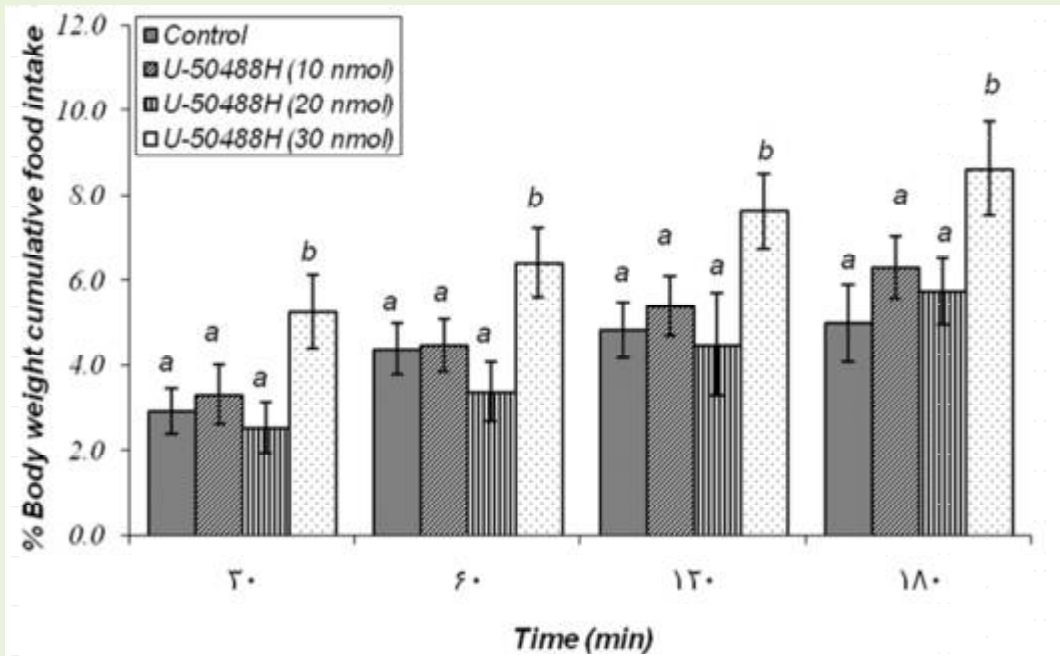 12.0
10.0
8.0
6.0
4.0
2.0
0.0
% Body weight cumulative food intake
Control
U-50488H (10 nmol)
U-50488H (20 nmol)
U-50488H (30 nmol)
a a a b
a a a b
a a a b
a a a b
۳۰ ۶۰ ۱۲۰ ۱۸۰
Time (min)